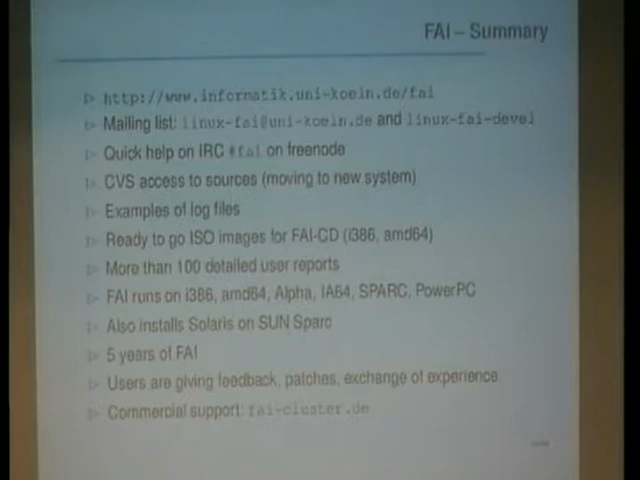 FAI – Summary
▷ http://www.informatik.uni-koeln.de/fai
▷ Mailing list: linux-fai@uni-koeln.de and linux-fai-devel
▷ Quick help on IRC #fai on freenode
▷ CVS access to sources (moving to new system)
▷ Examples of log files
▷ Ready to go ISO images for FAI-CD (i386, amd64)
▷ More than 100 detailed user reports
▷ FAI runs on i386, amd64, Alpha, IA64, SPARC, PowerPC
▷ Also installs Solaris on SUN Sparc
▷ 5 years of FAI
▷ Users are giving feedback, patches, exchange of experience
▷ Commercial support: fai-cluster.de